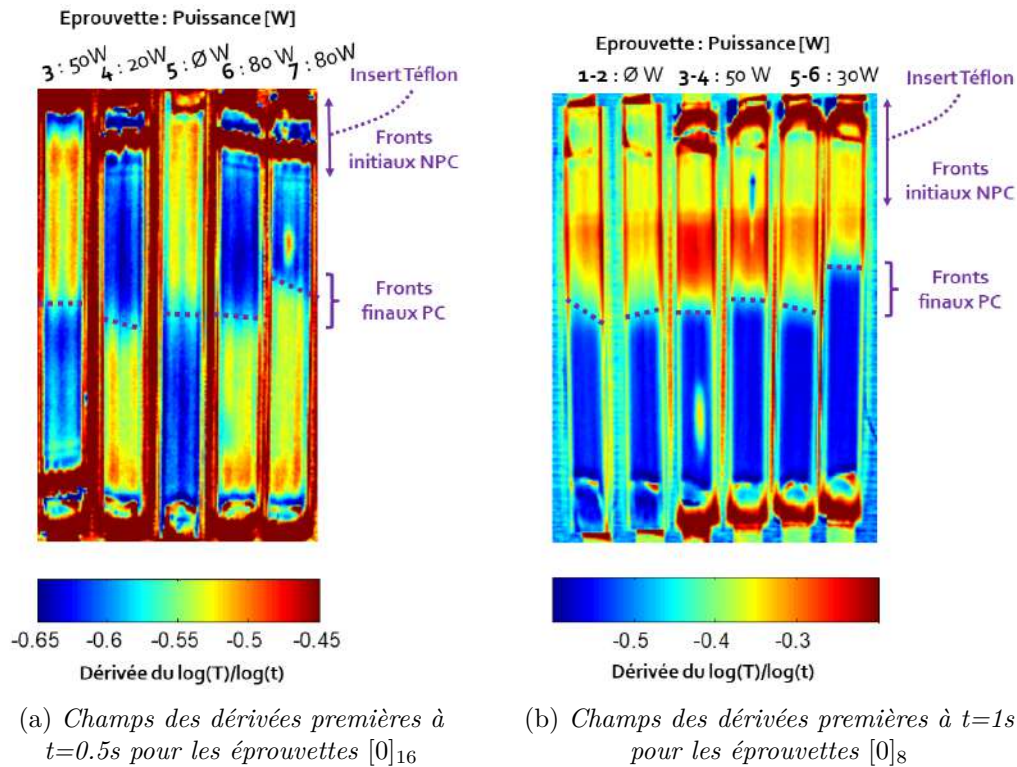 Eprouvette : Puissance [W]
3 : 50W 4 : 20W 5 : Ø W 6 : 80 W 7 : 80W
Insert Téflon
Fronts
initiaux NPC
Fronts
finaux PC
-0.65 -0.6 -0.55 -0.5 -0.45
Dérivée du log(T)/log(t)
(a) Champs des dérivées premières à
t=0.5s pour les éprouvettes [0]16
Eprouvette : Puissance [W]
1-2 : Ø W 3-4 : 50 W 5-6 : 30W
Insert Téflon
Fronts
initiaux NPC
Fronts
finaux PC
-0.5 -0.4 -0.3
Dérivée du log(T)/log(t)
(b) Champs des dérivées premières à t=1s
pour les éprouvettes [0]8